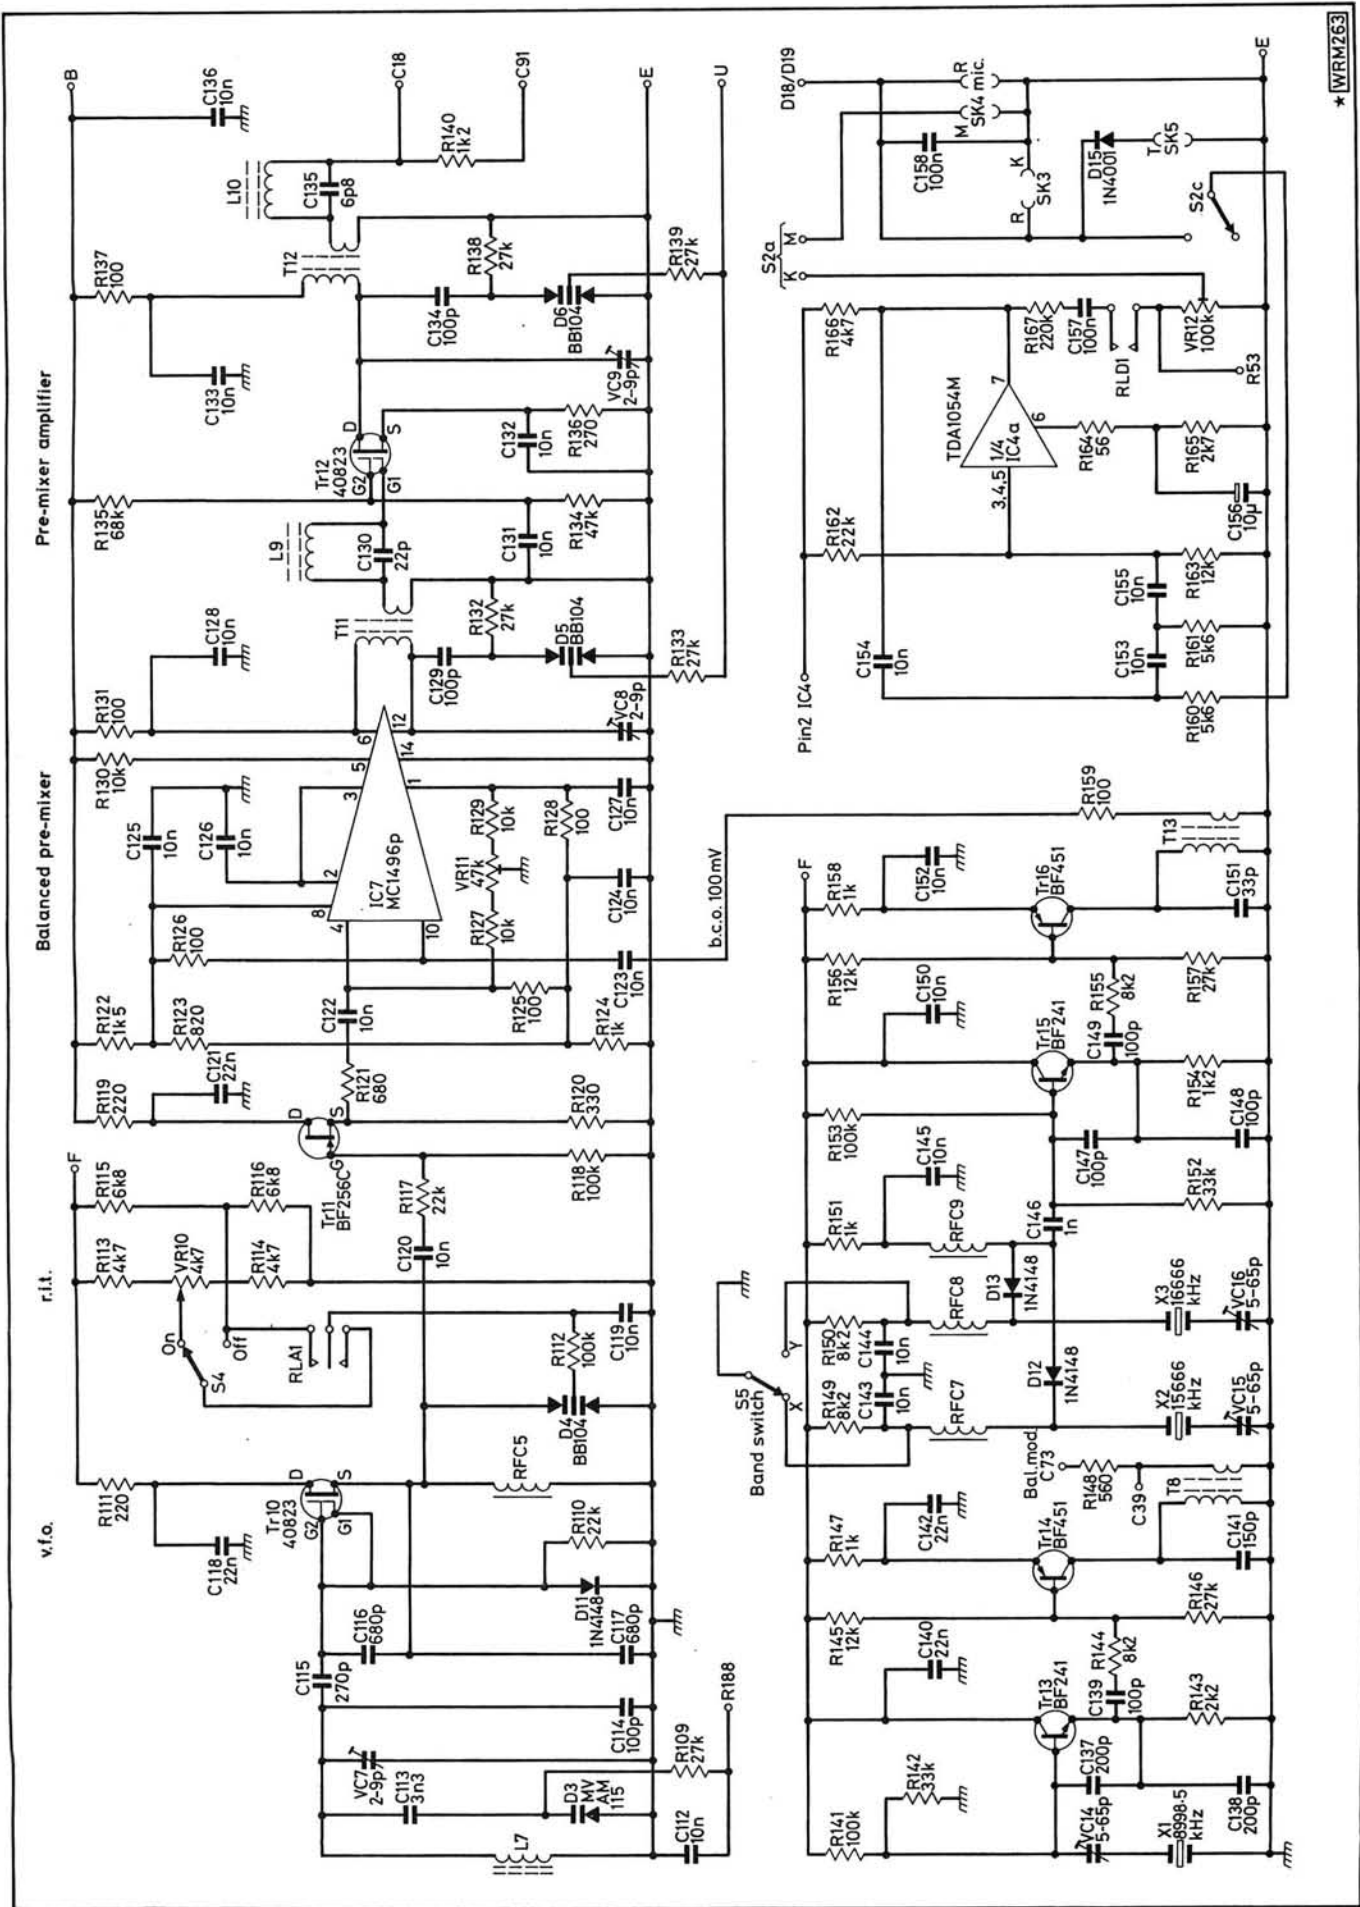 v.f.o.
r.i.t.
Balanced pre-mixer
Pre-mixer amplifier
R111
220
C118
22n
Tr10
40823
D
S
G2
G1
C115
270p
C116
680p
C117
680p
D11
1N4148
R110
22k
RFC5
VC7
2-9p
C113
3n3
C114
100p
D3
MV
AM
115
R109
27k
L7
C112
10n
R188
F
R113
4k7
R115
6k8
VR10
4k7
R114
4k7
R116
6k8
On
Off
S4
RLA1
R112
100k
D4
BB104
C119
10n
C120
10n
R117
22k
R118
100k
Tr11
BF256C
D
S
G
R119
220
C121
22n
R120
330
R121
680
R122
1k5
R123
820
C122
10n
R124
1k
R125
100
R126
100
C123
10n
C124
10n
R127
10k
VR11
47k
R129
10k
R128
100
C127
10n
C125
10n
C126
10n
IC7
MC1496p
4
8
10
2
3
1
5
14
6
12
R130
10k
R131
100
C128
10n
T11
C129
100p
R132
27k
D5
BB104
VC8
2-9p
R133
27k
L9
C130
22p
C131
10n
R134
47k
R135
68k
Tr12
40823
G2
G1
D
S
C132
10n
R136
270
VC9
2-9p
R137
100
C133
10n
T12
C134
100p
R138
27k
D6
BB104
R139
27k
L10
C135
6p8
R140
1k2
C136
10n
B
C18
C91
E
U
R141
100k
R142
33k
VC14
5-65p
X1
8998·5
kHz
C137
200p
C138
200p
Tr13
BF241
C139
100p
R143
2k2
R144
8k2
C140
22n
R145
12k
R146
27k
R147
1k
C142
22n
Tr14
BF451
C141
150p
T8
Bal.mod.
C73
R148
560
C39
S5
Band switch
X
Y
R149
8k2
C143
10n
R150
8k2
C144
10n
RFC7
RFC8
RFC9
D12
1N4148
D13
1N4148
X2
15666
kHz
VC15
5-65p
X3
16666
kHz
VC16
5-65p
R151
1k
C145
10n
C146
1n
R152
33k
R153
100k
C147
100p
C148
100p
Tr15
BF241
C149
100p
R154
1k2
R155
8k2
C150
10n
R156
12k
R157
27k
F
R158
1k
C152
10n
Tr16
BF451
C151
33p
T13
R159
100
b.c.o. 100mV
Pin2 IC4
C154
10n
C153
10n
C155
10n
R160
5k6
R161
5k6
R163
12k
R162
22k
3,4,5
1/4
IC4a
TDA1054M
7
6
R164
56
R165
2k7
C156
10µ
R166
4k7
R167
220k
C157
100n
RLD1
VR12
100k
R53
S2a
K
M
D18/D19
C158
100n
M
R
SK4 mic.
K
R
SK3
D15
1N4001
T
SK5
S2c
E
★ WRM263